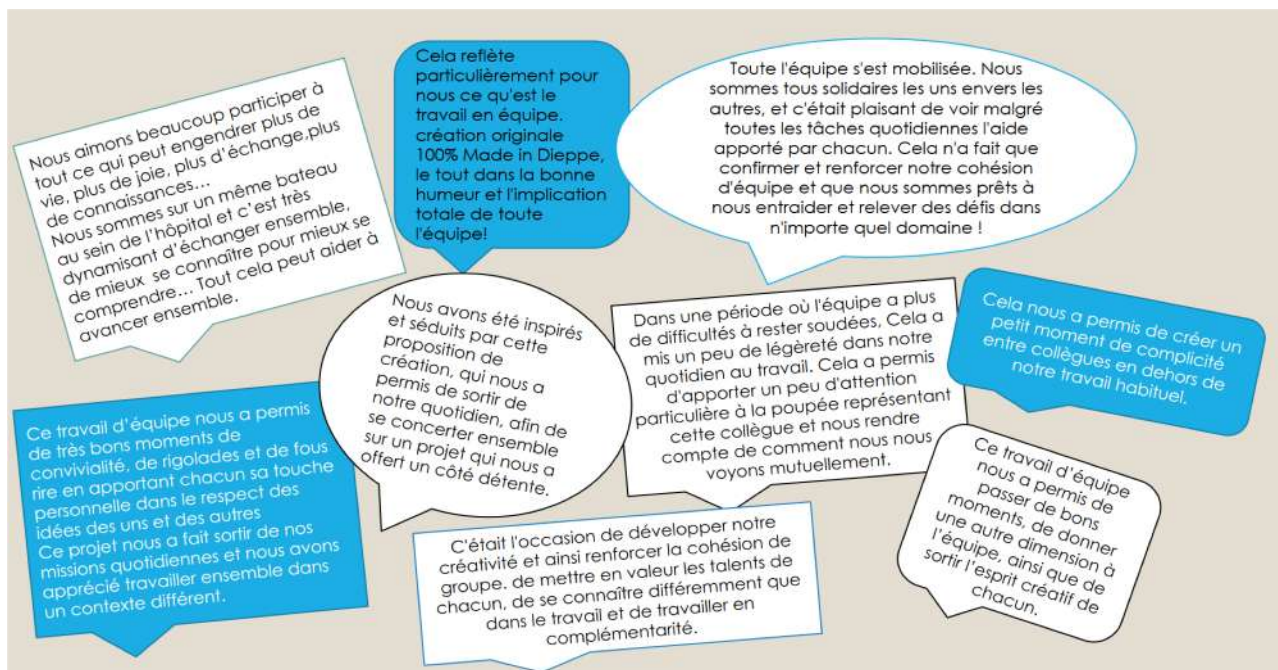 Nous aimons beaucoup participer à
tout ce qui peut engendrer plus de
vie, plus de joie, plus d'échange,plus
de connaissances…
Nous sommes sur un même bateau
au sein de l'hôpital et c'est très
dynamisant d'échanger ensemble,
de mieux se connaître pour mieux se
comprendre… Tout cela peut aider à
avancer ensemble.
Cela reflète
particulièrement pour
nous ce qu'est le
travail en équipe.
création originale
100% Made in Dieppe,
le tout dans la bonne
humeur et l'implication
totale de toute
l'équipe!
Toute l'équipe s'est mobilisée. Nous
sommes tous solidaires les uns envers les
autres, et c'était plaisant de voir malgré
toutes les tâches quotidiennes l'aide
apporté par chacun. Cela n'a fait que
confirmer et renforcer notre cohésion
d'équipe et que nous sommes prêts à
nous entraider et relever des défis dans
n'importe quel domaine !
Nous avons été inspirés
et séduits par cette
proposition de
création, qui nous a
permis de sortir de
notre quotidien, afin de
se concerter ensemble
sur un projet qui nous a
offert un côté détente.
Dans une période où l'équipe a plus
de difficultés à rester soudées, Cela a
mis un peu de légèreté dans notre
quotidien au travail. Cela a permis
d'apporter un peu d'attention
particulière à la poupée représentant
cette collègue et nous rendre
compte de comment nous nous
voyons mutuellement.
Cela nous a permis de créer un
petit moment de complicité
entre collègues en dehors de
notre travail habituel.
Ce travail d'équipe nous a permis
de très bons moments de
convivialité, de rigolades et de fous
rire en apportant chacun sa touche
personnelle dans le respect des
idées des uns et des autres
Ce projet nous a fait sortir de nos
missions quotidiennes et nous avons
apprécié travailler ensemble dans
un contexte différent.
C'était l'occasion de développer notre
créativité et ainsi renforcer la cohésion de
groupe. de mettre en valeur les talents de
chacun, de se connaître différemment que
dans le travail et de travailler en
complémentarité.
Ce travail d'équipe
nous a permis de
passer de bons
moments, de donner
une autre dimension à
l'équipe, ainsi que de
sortir l'esprit créatif de
chacun.